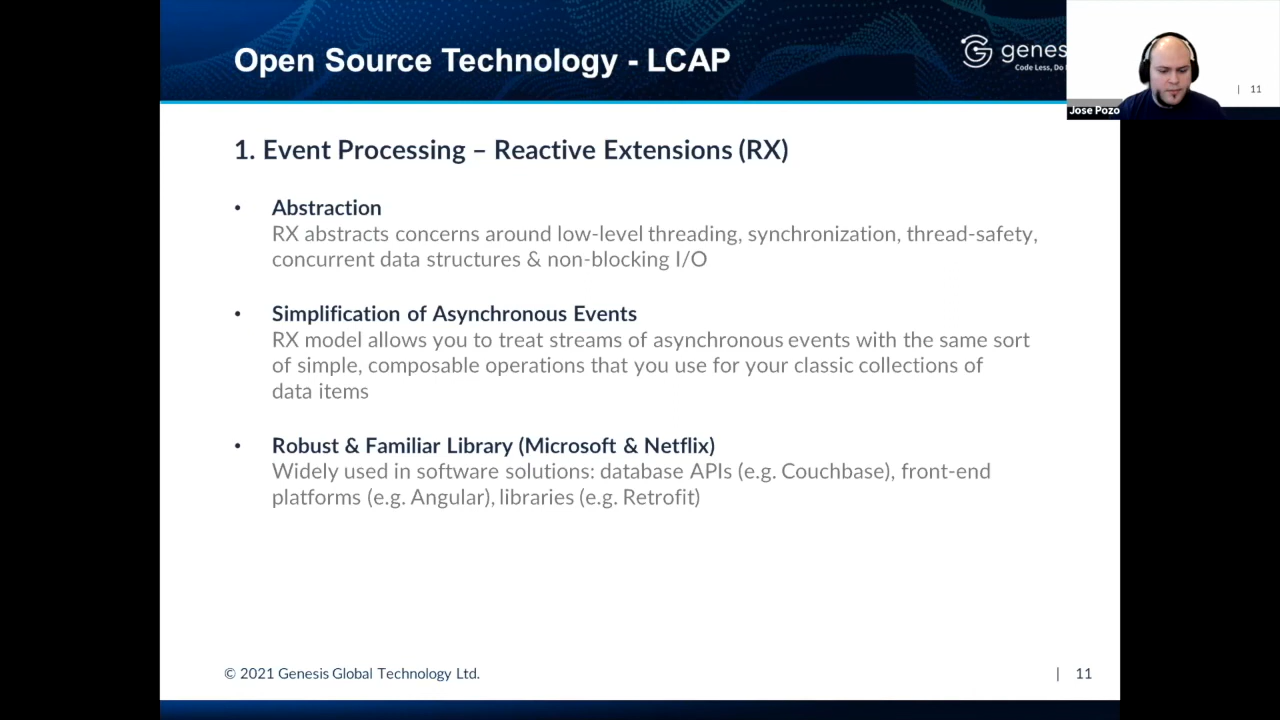 Open Source Technology - LCAP
Code Less, Do
| 11
Jose Pozo
1. Event Processing – Reactive Extensions (RX)
• Abstraction
RX abstracts concerns around low-level threading, synchronization, thread-safety,
concurrent data structures & non-blocking I/O
• Simplification of Asynchronous Events
RX model allows you to treat streams of asynchronous events with the same sort
of simple, composable operations that you use for your classic collections of
data items
• Robust & Familiar Library (Microsoft & Netflix)
Widely used in software solutions: database APIs (e.g. Couchbase), front-end
platforms (e.g. Angular), libraries (e.g. Retrofit)
© 2021 Genesis Global Technology Ltd.
| 11